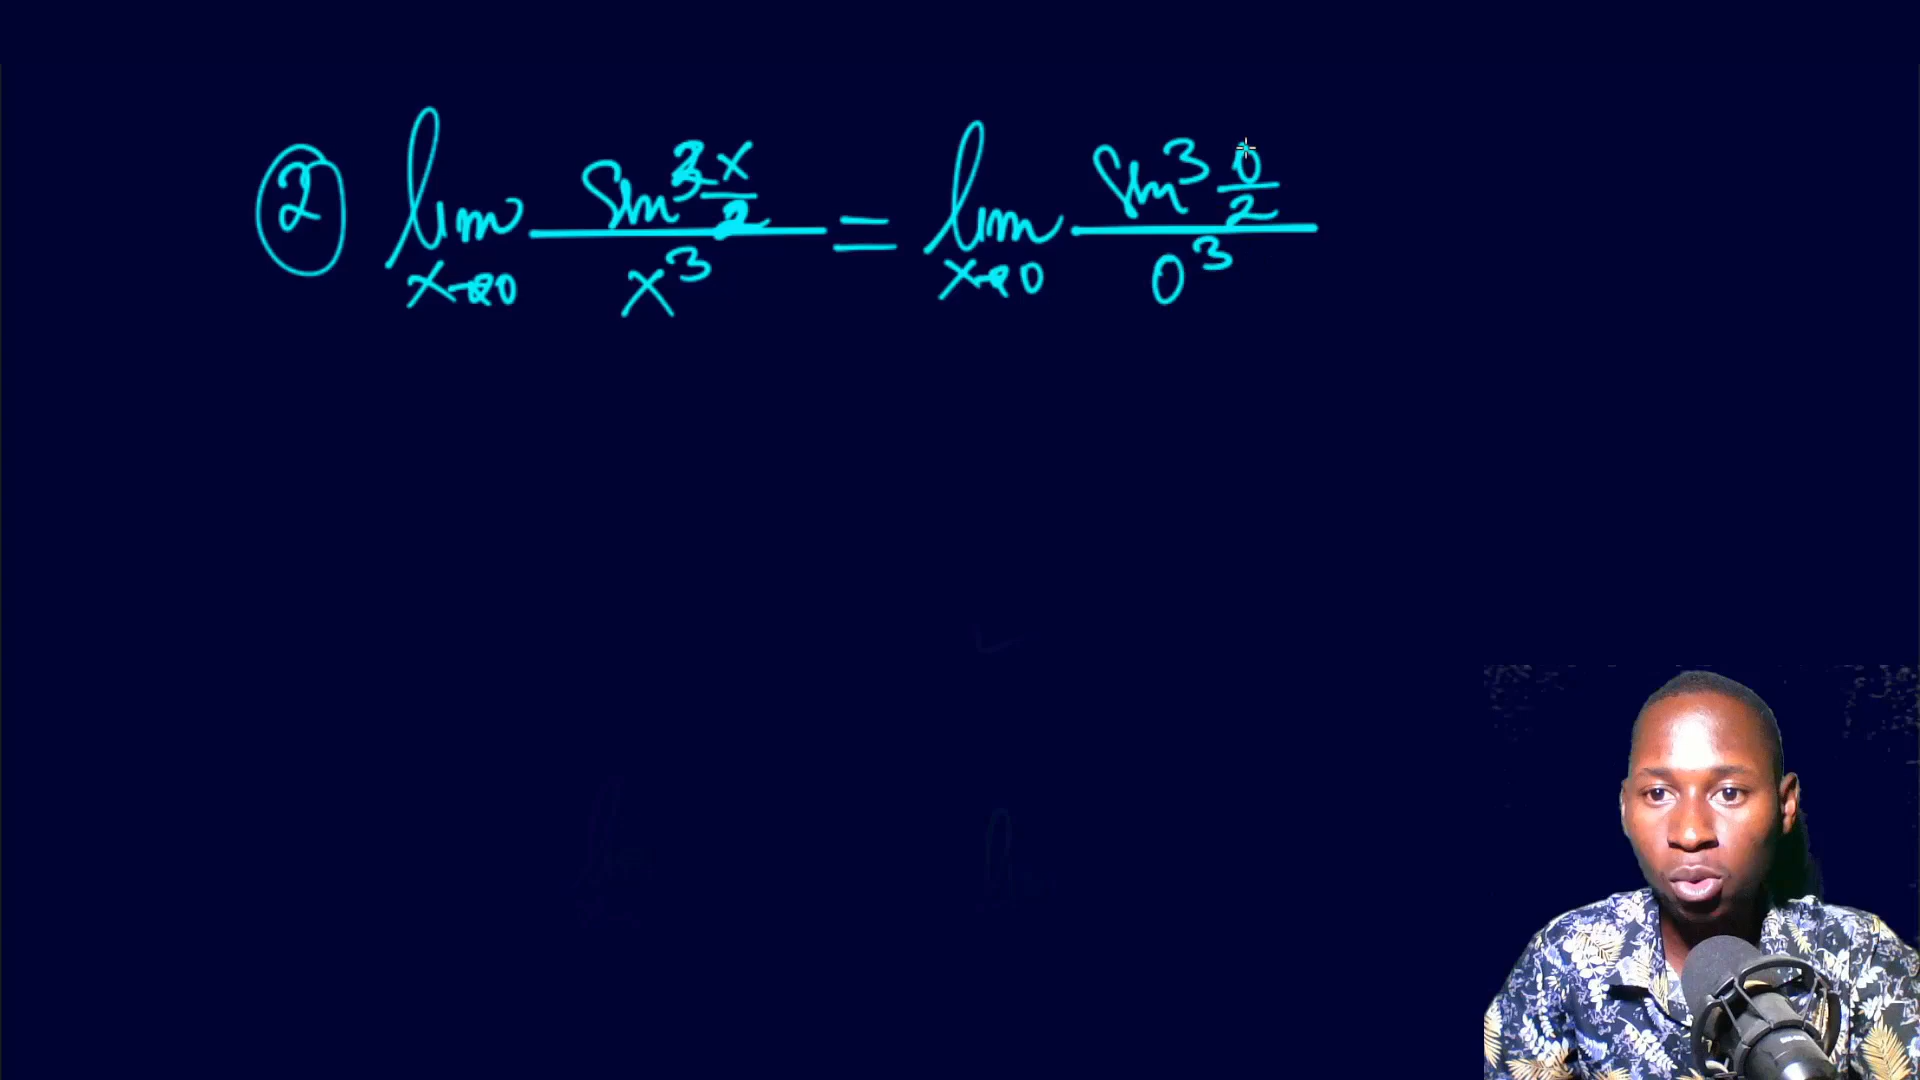 ② lim x→0 sin³ x/2 / x³ = lim x→0 sin³ 0/2 / 0³